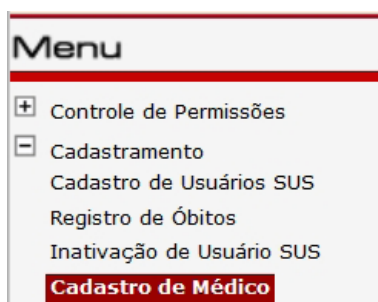 Menu
Controle de Permissões
Cadastramento
Cadastro de Usuários SUS
Registro de Óbitos
Inativação de Usuário SUS
Cadastro de Médico